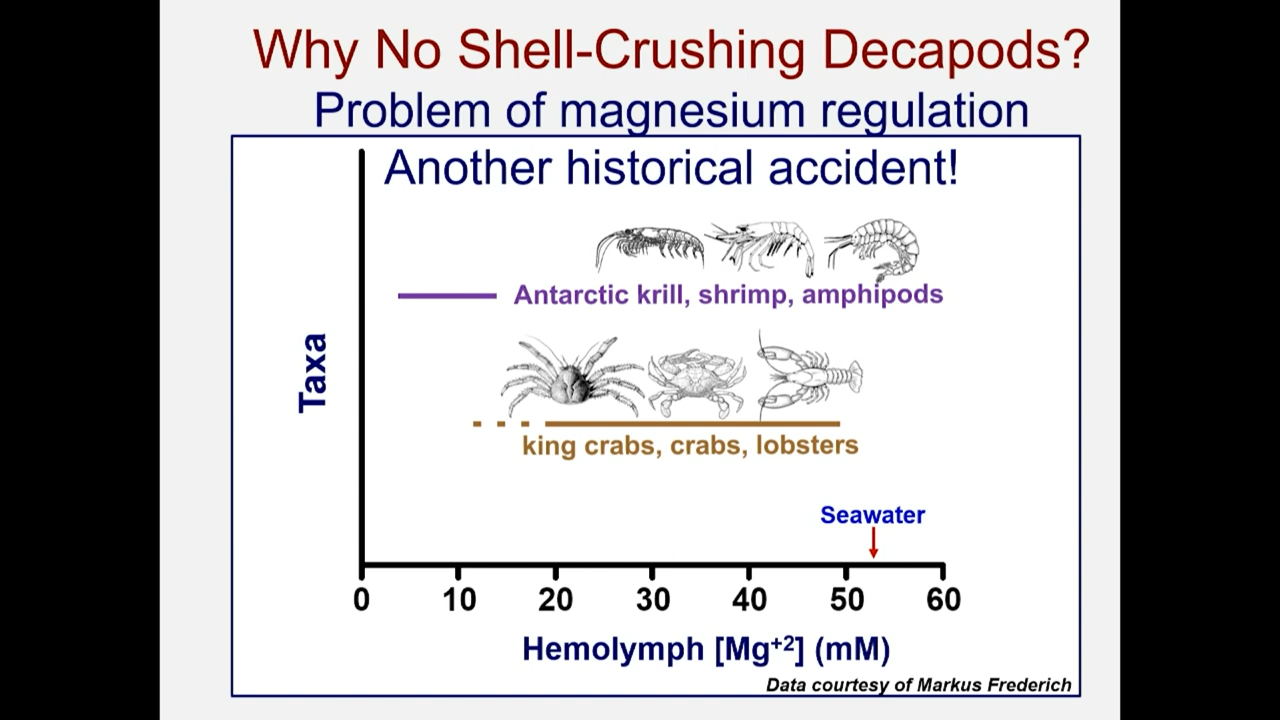 Why No Shell-Crushing Decapods?
Problem of magnesium regulation
Another historical accident!
Antarctic krill, shrimp, amphipods
Taxa
king crabs, crabs, lobsters
Seawater
0 10 20 30 40 50 60
Hemolymph [Mg⁺²] (mM)
Data courtesy of Markus Frederich